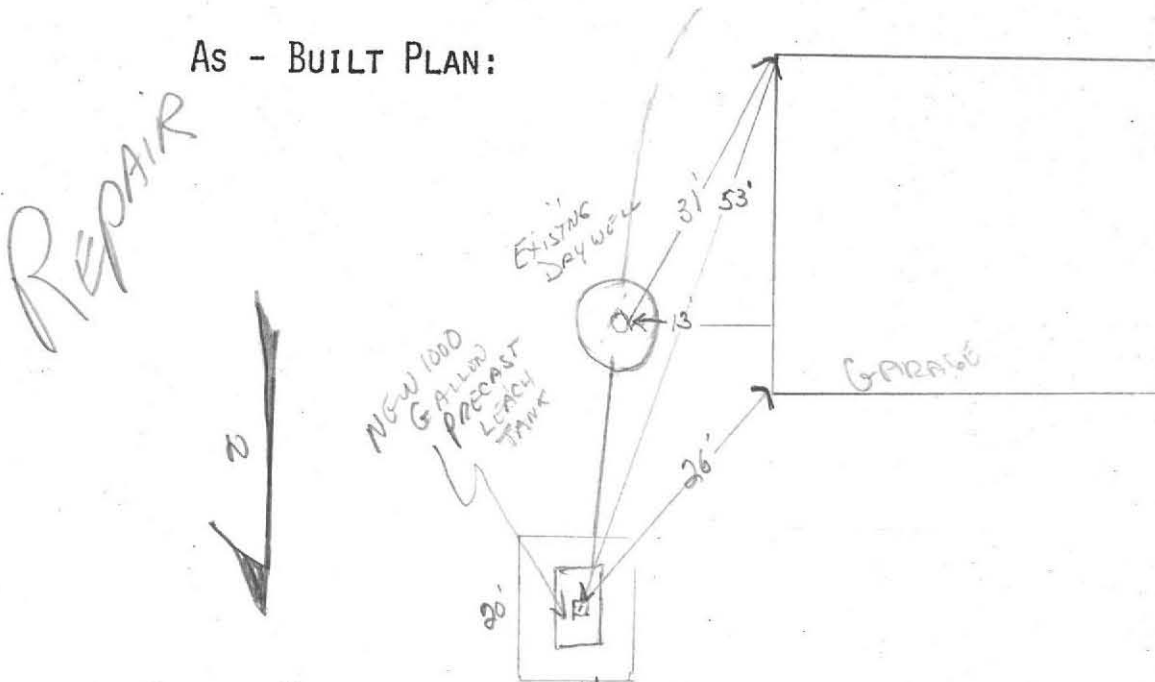 As - BUILT PLAN:
REPAIR
EXISTING
DRYWELL
31' 53'
13'
GARAGE
NEW 1000
GALLON
PRECAST
LEACH
TANK
N
26'
20'